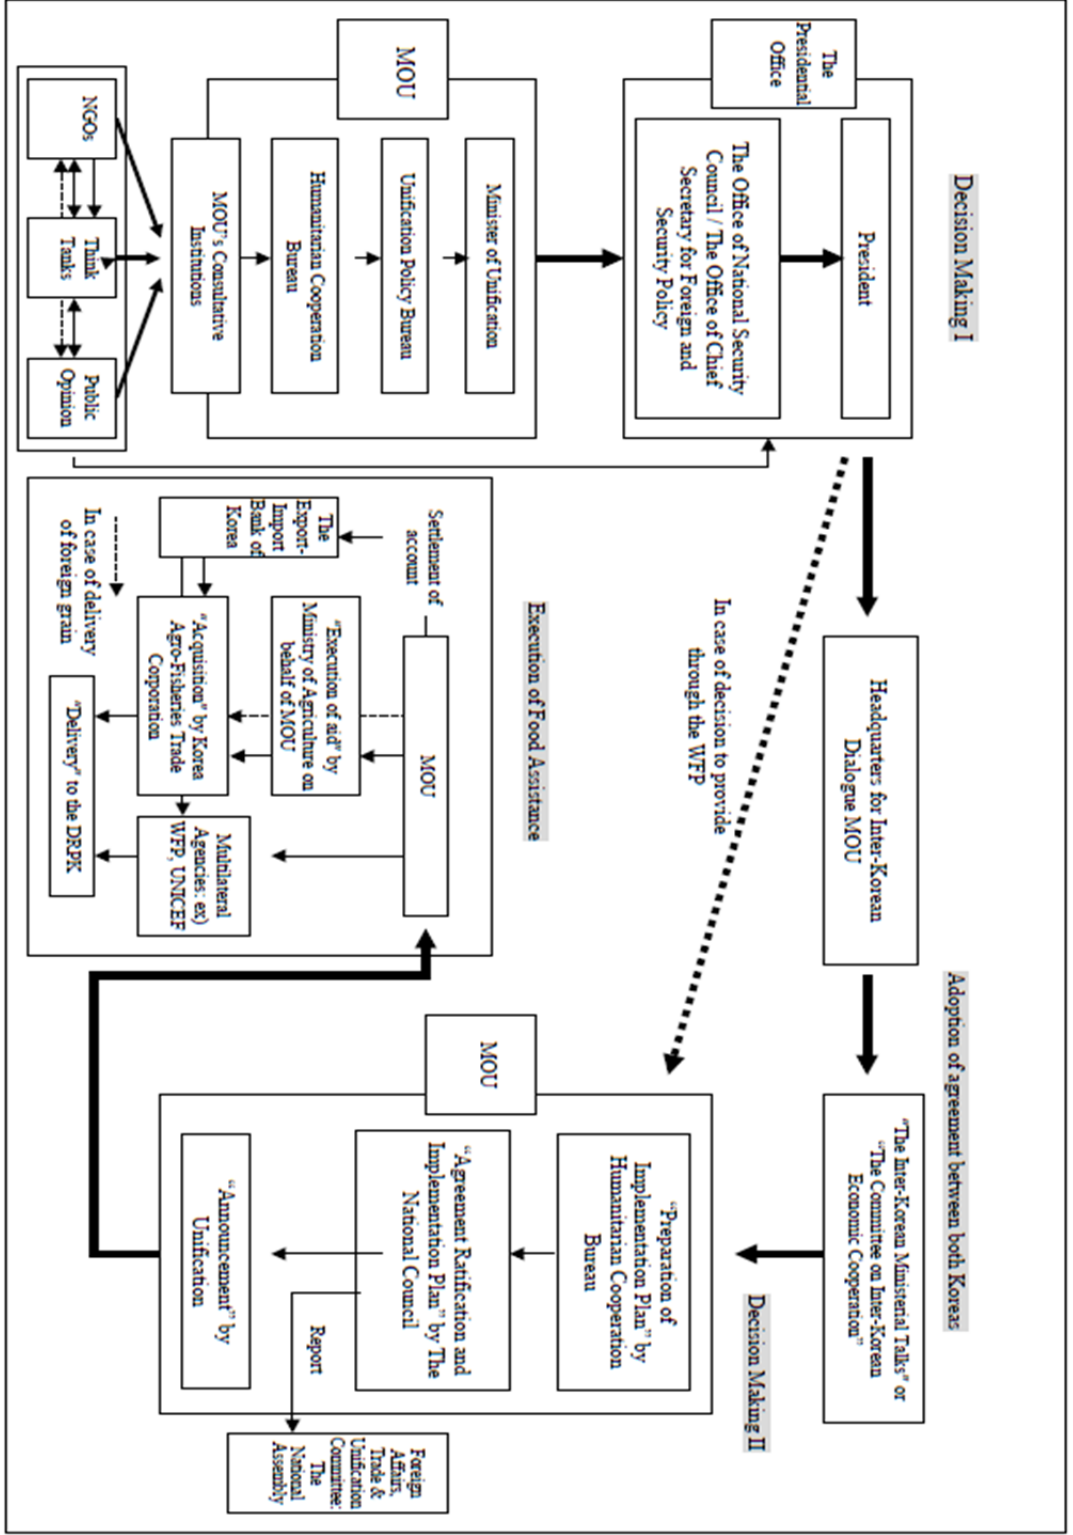 Decision Making I
The
Presidential
Office
President
The Office of National Security
Council / The Office of Chief
Secretary for Foreign and
Security Policy
MOU
Minister of Unification
Unification Policy Bureau
Humanitarian Cooperation
Bureau
MOU's Consultative
Institutions
NGOs
Think
Tanks
Public
Opinion
Headquarters for Inter-Korean
Dialogue MOU
In case of decision to provide
through the WFP
Adoption of agreement between both Koreas
"The Inter-Korean Ministerial Talks" or
"The Committee on Inter-Korean
Economic Cooperation"
Decision Making II
MOU
"Preparation of
Implementation Plan" by
Humanitarian Cooperation
Bureau
"Agreement Ratification and
Implementation Plan" by The
National Council
"Announcement" by
Unification
Report
Foreign
Affairs,
Trade &
Unification
Committee:
The
National
Assembly
Execution of Food Assistance
MOU
Settlement of
account
The
Export-
Import
Bank of
Korea
"Execution of aid" by
Ministry of Agriculture on
behalf of MOU
"Acquisition" by Korea
Agro-Fisheries Trade
Corporation
Multilateral
Agencies: ex)
WFP, UNICEF
"Delivery" to the DRPK
In case of delivery
of foreign grain